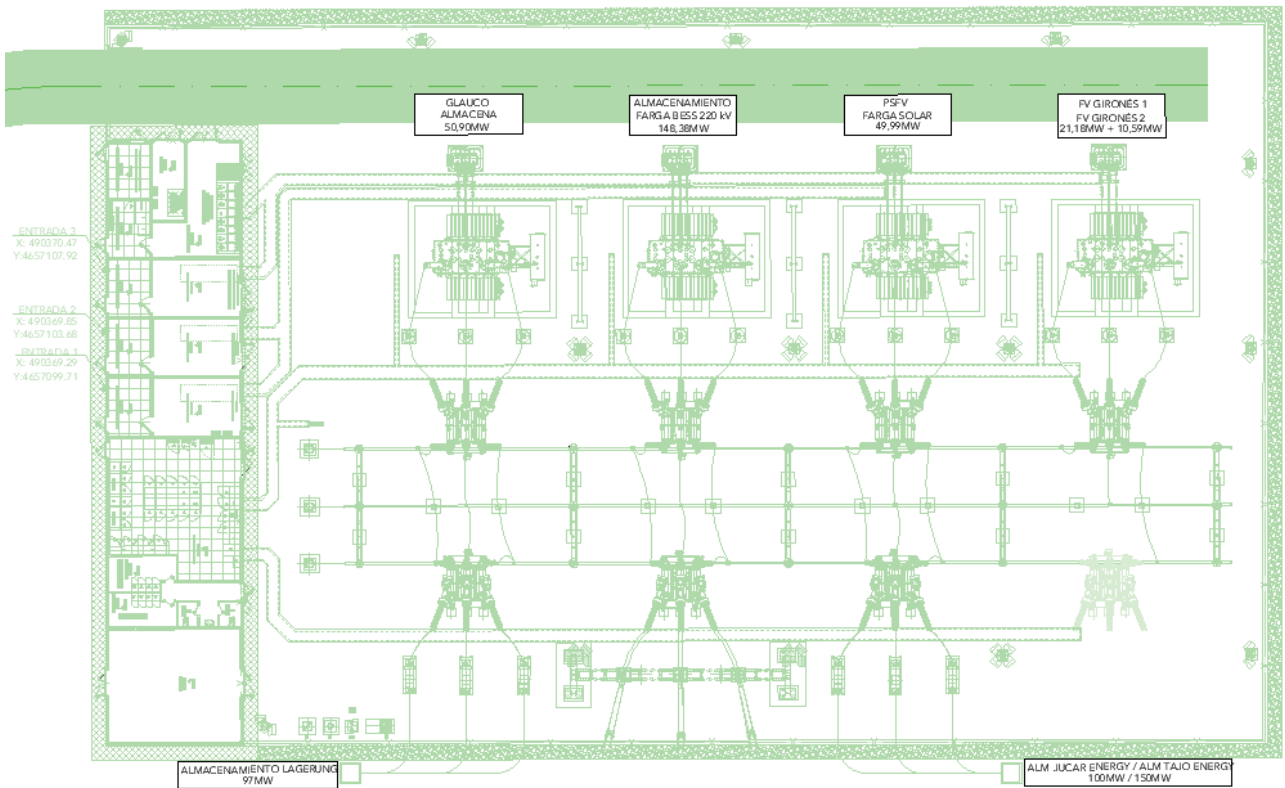 GLAUCO
ALMACENA
50,90MW
ALMACENAMIENTO
FARGA BESS 220 kV
148,38MW
PSFV
FARGA SOLAR
49,99MW
FV GIRONÉS 1
FV GIRONÉS 2
21,18MW + 10,59MW
ENTRADA 3
X: 490370.47
Y:4657107.92
ENTRADA 2
X: 490369.85
Y:4657103.68
ENTRADA 1
X: 490369.29
Y:4657099.71
ALMACENAMIENTO LAGERUNG
97MW
ALM JUCAR ENERGY / ALM TAJO ENERGY
100MW / 150MW